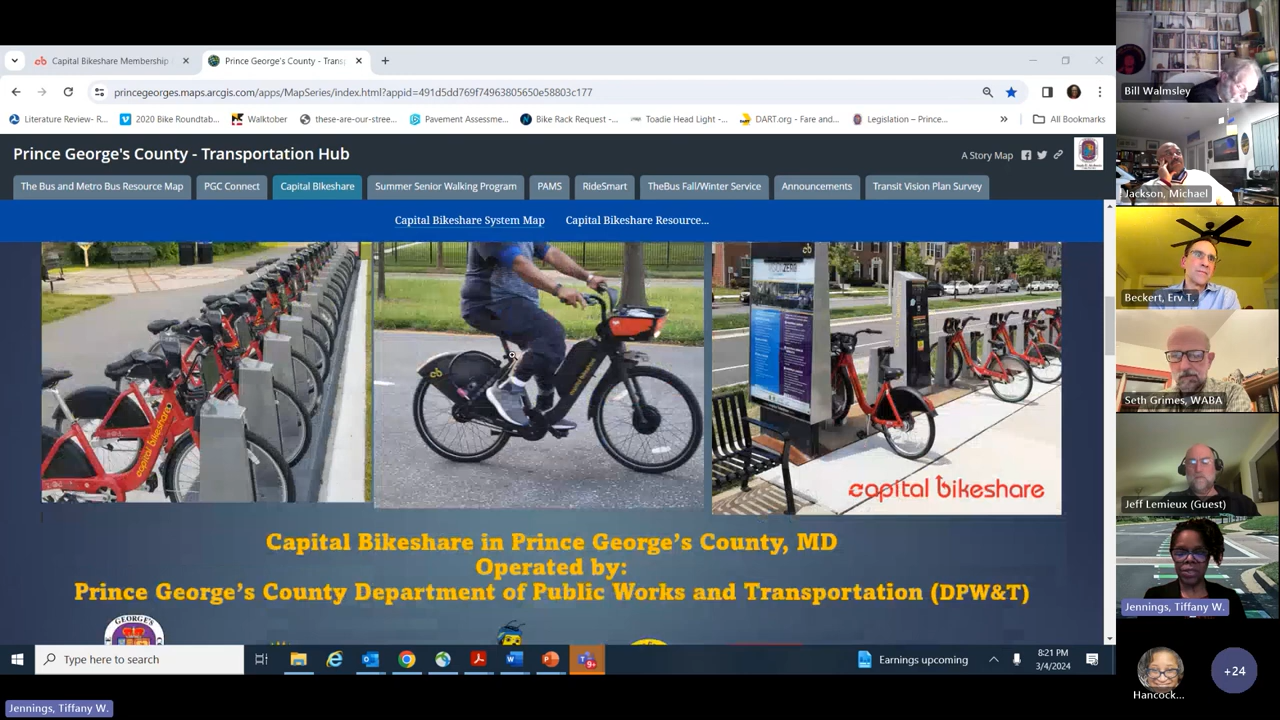 Capital Bikeshare Membership
Prince George's County - Transp
princegeorges.maps.arcgis.com/apps/MapSeries/index.html?appid=491d5dd769f74963805650e58803c177
Literature Review- R...
2020 Bike Roundtab...
Walktober
these-are-our-stree...
Pavement Assessme...
Bike Rack Request -...
Toadie Head Light -...
DART.org - Fare and...
Legislation – Prince...
»
All Bookmarks
Prince George's County - Transportation Hub
A Story Map
The Bus and Metro Bus Resource Map
PGC Connect
Capital BIkeshare
Summer Senior Walking Program
PAMS
RideSmart
TheBus Fall/Winter Service
Announcements
Transit Vision Plan Survey
Capital Bikeshare System Map
Capital Bikeshare Resource...
capital bikeshare
capital bikeshare
Capital Bikeshare in Prince George's County, MD
Operated by:
Prince George's County Department of Public Works and Transportation (DPW&T)
GEORGE'S
Type here to search
9+
Earnings upcoming
8:21 PM
3/4/2024
Jennings, Tiffany W.
Bill Walmsley
Jackson, Michael
Beckert, Erv T.
Seth Grimes, WABA
Jeff Lemieux (Guest)
Jennings, Tiffany W.
Hancock...
+24